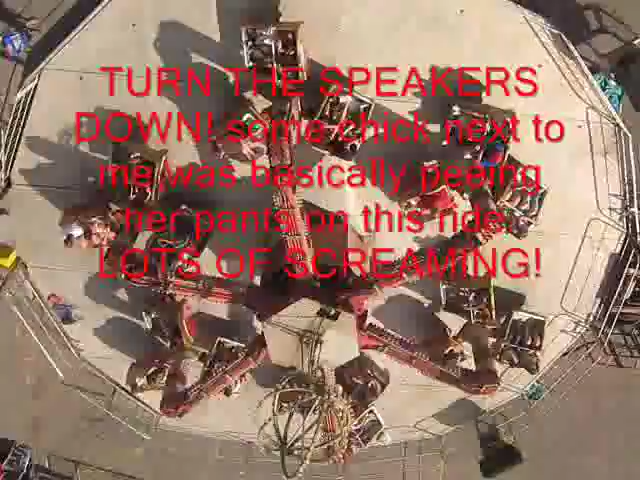 TURN THE SPEAKERS
DOWN! some chick next to
me was basically peeing
her pants on this ride.
LOTS OF SCREAMING!